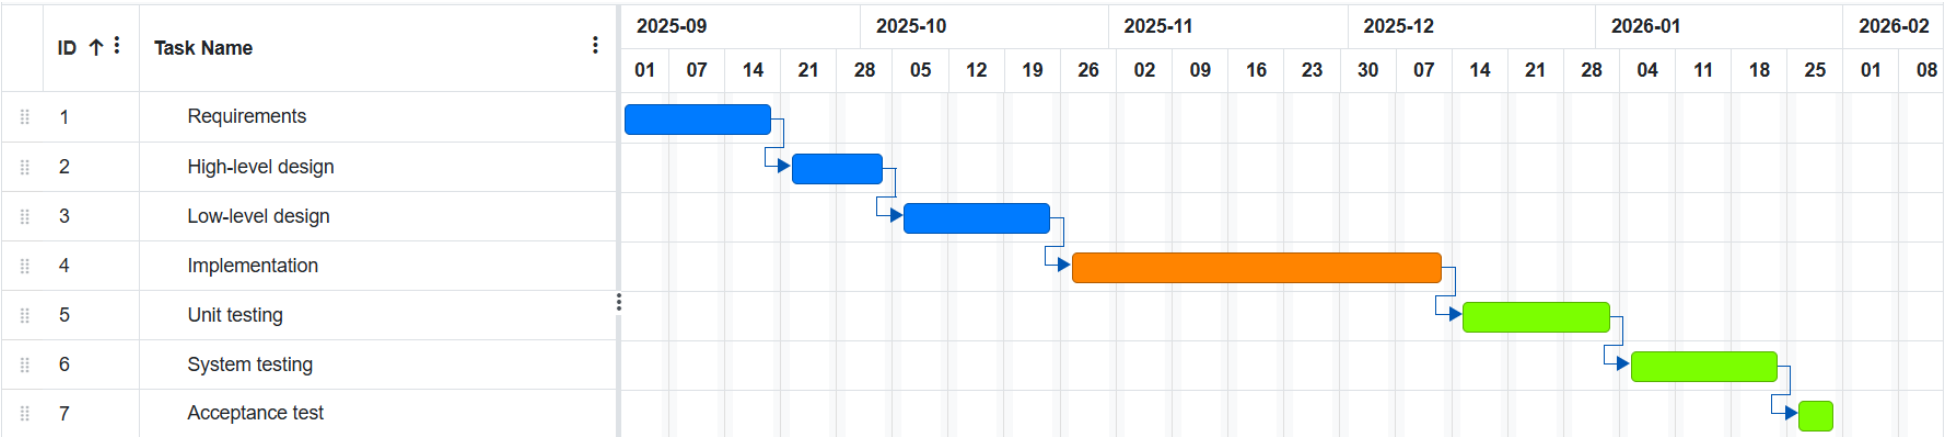 ID Task Name 2025-09 2025-10 2025-11 2025-12 2026-01 2026-02
01 07 14 21 28 05 12 19 26 02 09 16 23 30 07 14 21 28 04 11 18 25 01 08
1 Requirements
2 High-level design
3 Low-level design
4 Implementation
5 Unit testing
6 System testing
7 Acceptance test